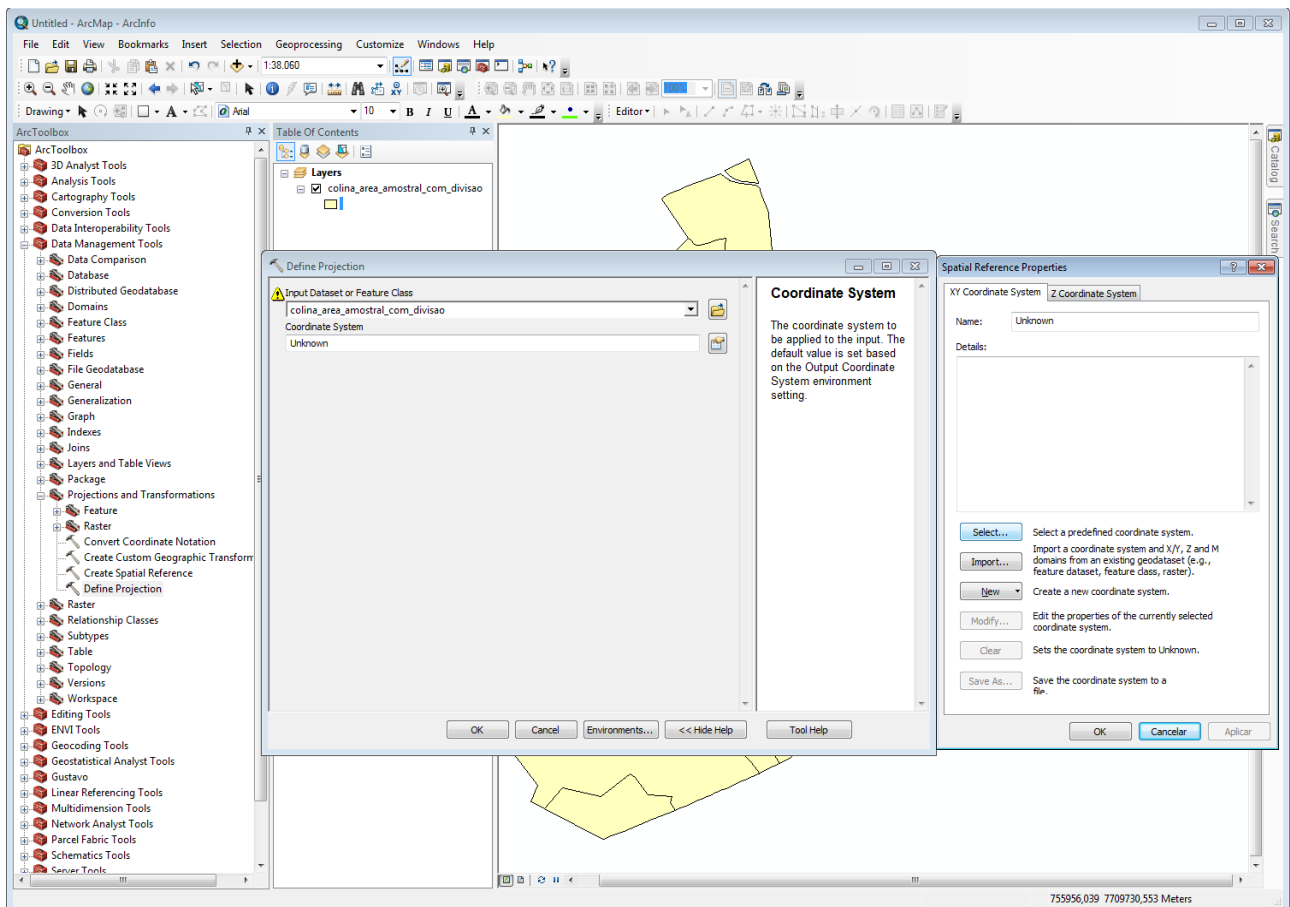 Untitled - ArcMap - ArcInfo
File Edit View Bookmarks Insert Selection Geoprocessing Customize Windows Help
1:38.060
100%
Drawing
A
Arial
10
B I U A
Editor
ArcToolbox
ArcToolbox
3D Analyst Tools
Analysis Tools
Cartography Tools
Conversion Tools
Data Interoperability Tools
Data Management Tools
Data Comparison
Database
Distributed Geodatabase
Domains
Feature Class
Features
Fields
File Geodatabase
General
Generalization
Graph
Indexes
Joins
Layers and Table Views
Package
Projections and Transformations
Feature
Raster
Convert Coordinate Notation
Create Custom Geographic Transform
Create Spatial Reference
Define Projection
Raster
Relationship Classes
Subtypes
Table
Topology
Versions
Workspace
Editing Tools
ENVI Tools
Geocoding Tools
Geostatistical Analyst Tools
Gustavo
Linear Referencing Tools
Multidimension Tools
Network Analyst Tools
Parcel Fabric Tools
Schematics Tools
Server Tools
Table Of Contents
Layers
colina_area_amostral_com_divisao
Catalog
Search
Define Projection
Input Dataset or Feature Class
colina_area_amostral_com_divisao
Coordinate System
Unknown
Coordinate System
The coordinate system to
be applied to the input. The
default value is set based
on the Output Coordinate
System environment
setting.
OK
Cancel
Environments...
<< Hide Help
Tool Help
Spatial Reference Properties
XY Coordinate System
Z Coordinate System
Name:
Unknown
Details:
Select...
Select a predefined coordinate system.
Import...
Import a coordinate system and X/Y, Z and M
domains from an existing geodataset (e.g.,
feature dataset, feature class, raster).
New
Create a new coordinate system.
Modify...
Edit the properties of the currently selected
coordinate system.
Clear
Sets the coordinate system to Unknown.
Save As...
Save the coordinate system to a
file.
OK
Cancelar
Aplicar
755956,039 7709730,553 Meters